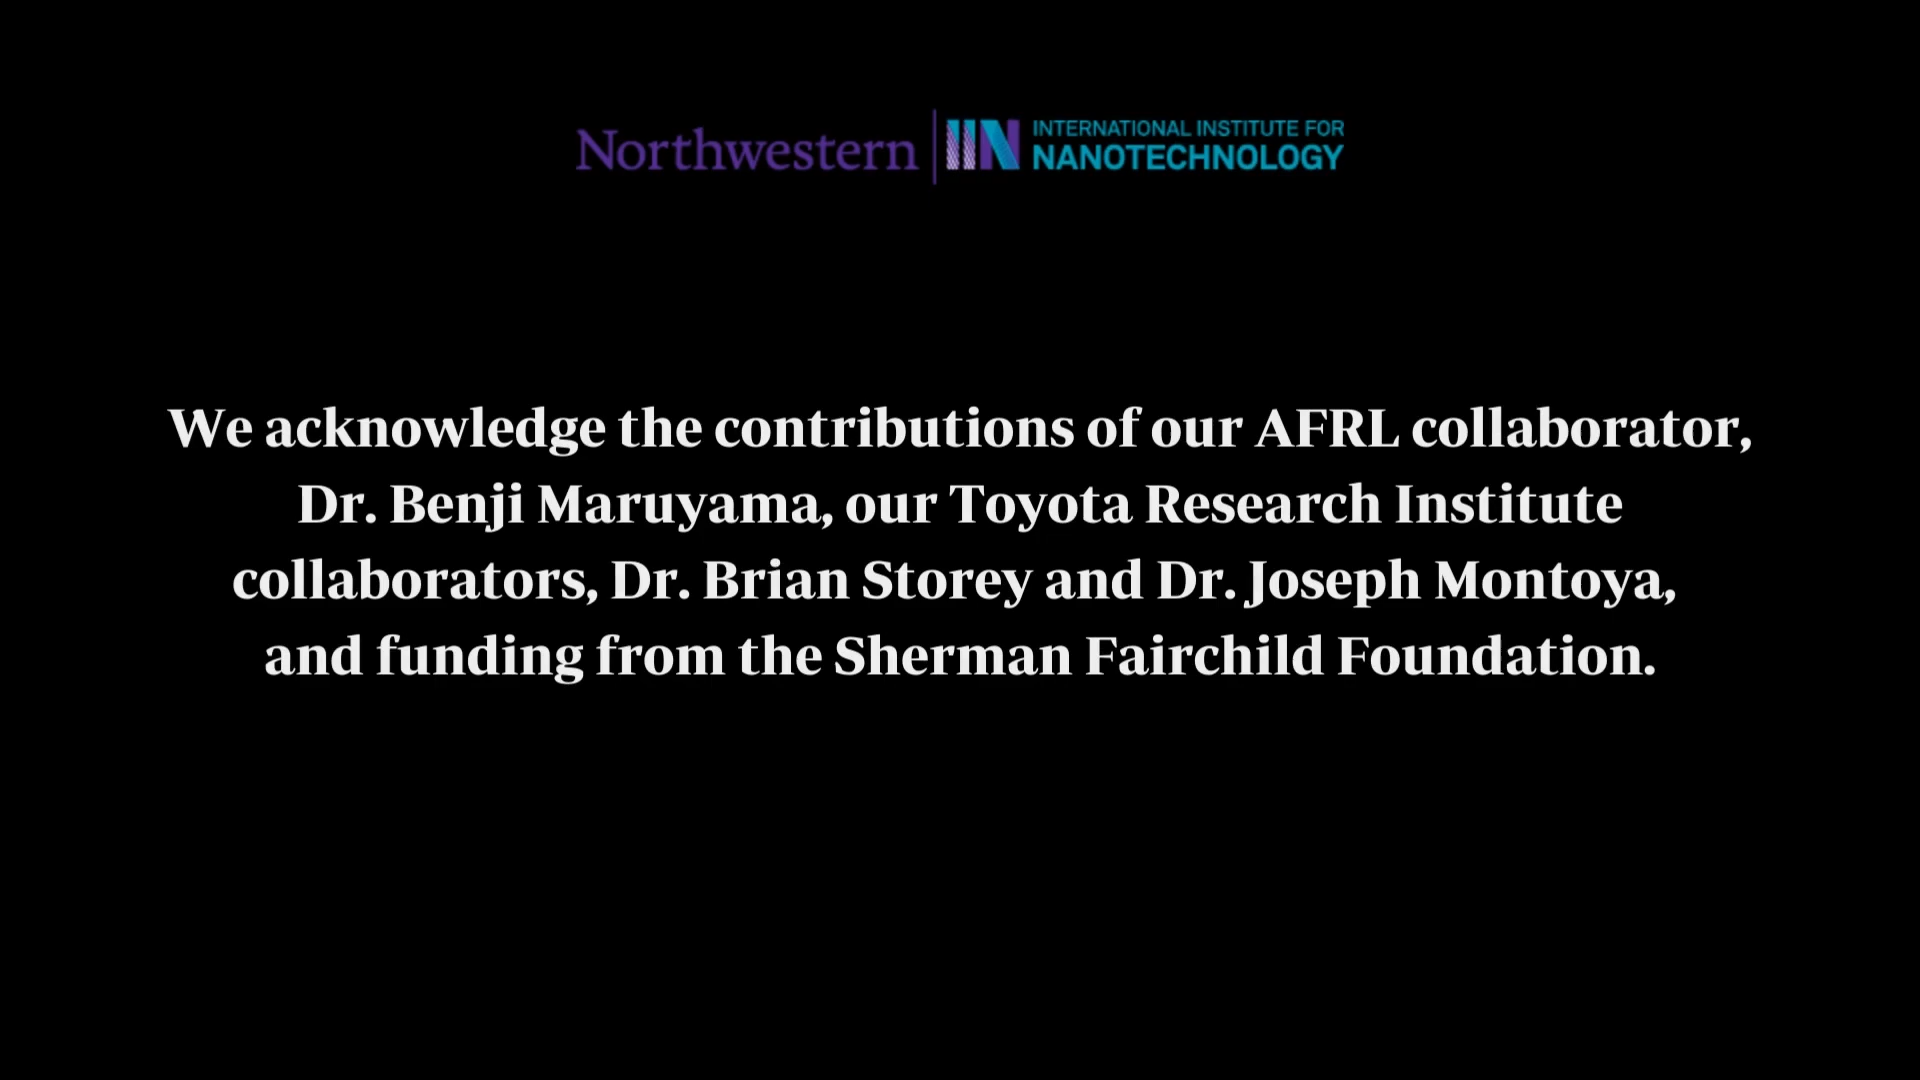 Northwestern
IIN
INTERNATIONAL INSTITUTE FOR
NANOTECHNOLOGY
We acknowledge the contributions of our AFRL collaborator,
Dr. Benji Maruyama, our Toyota Research Institute
collaborators, Dr. Brian Storey and Dr. Joseph Montoya,
and funding from the Sherman Fairchild Foundation.